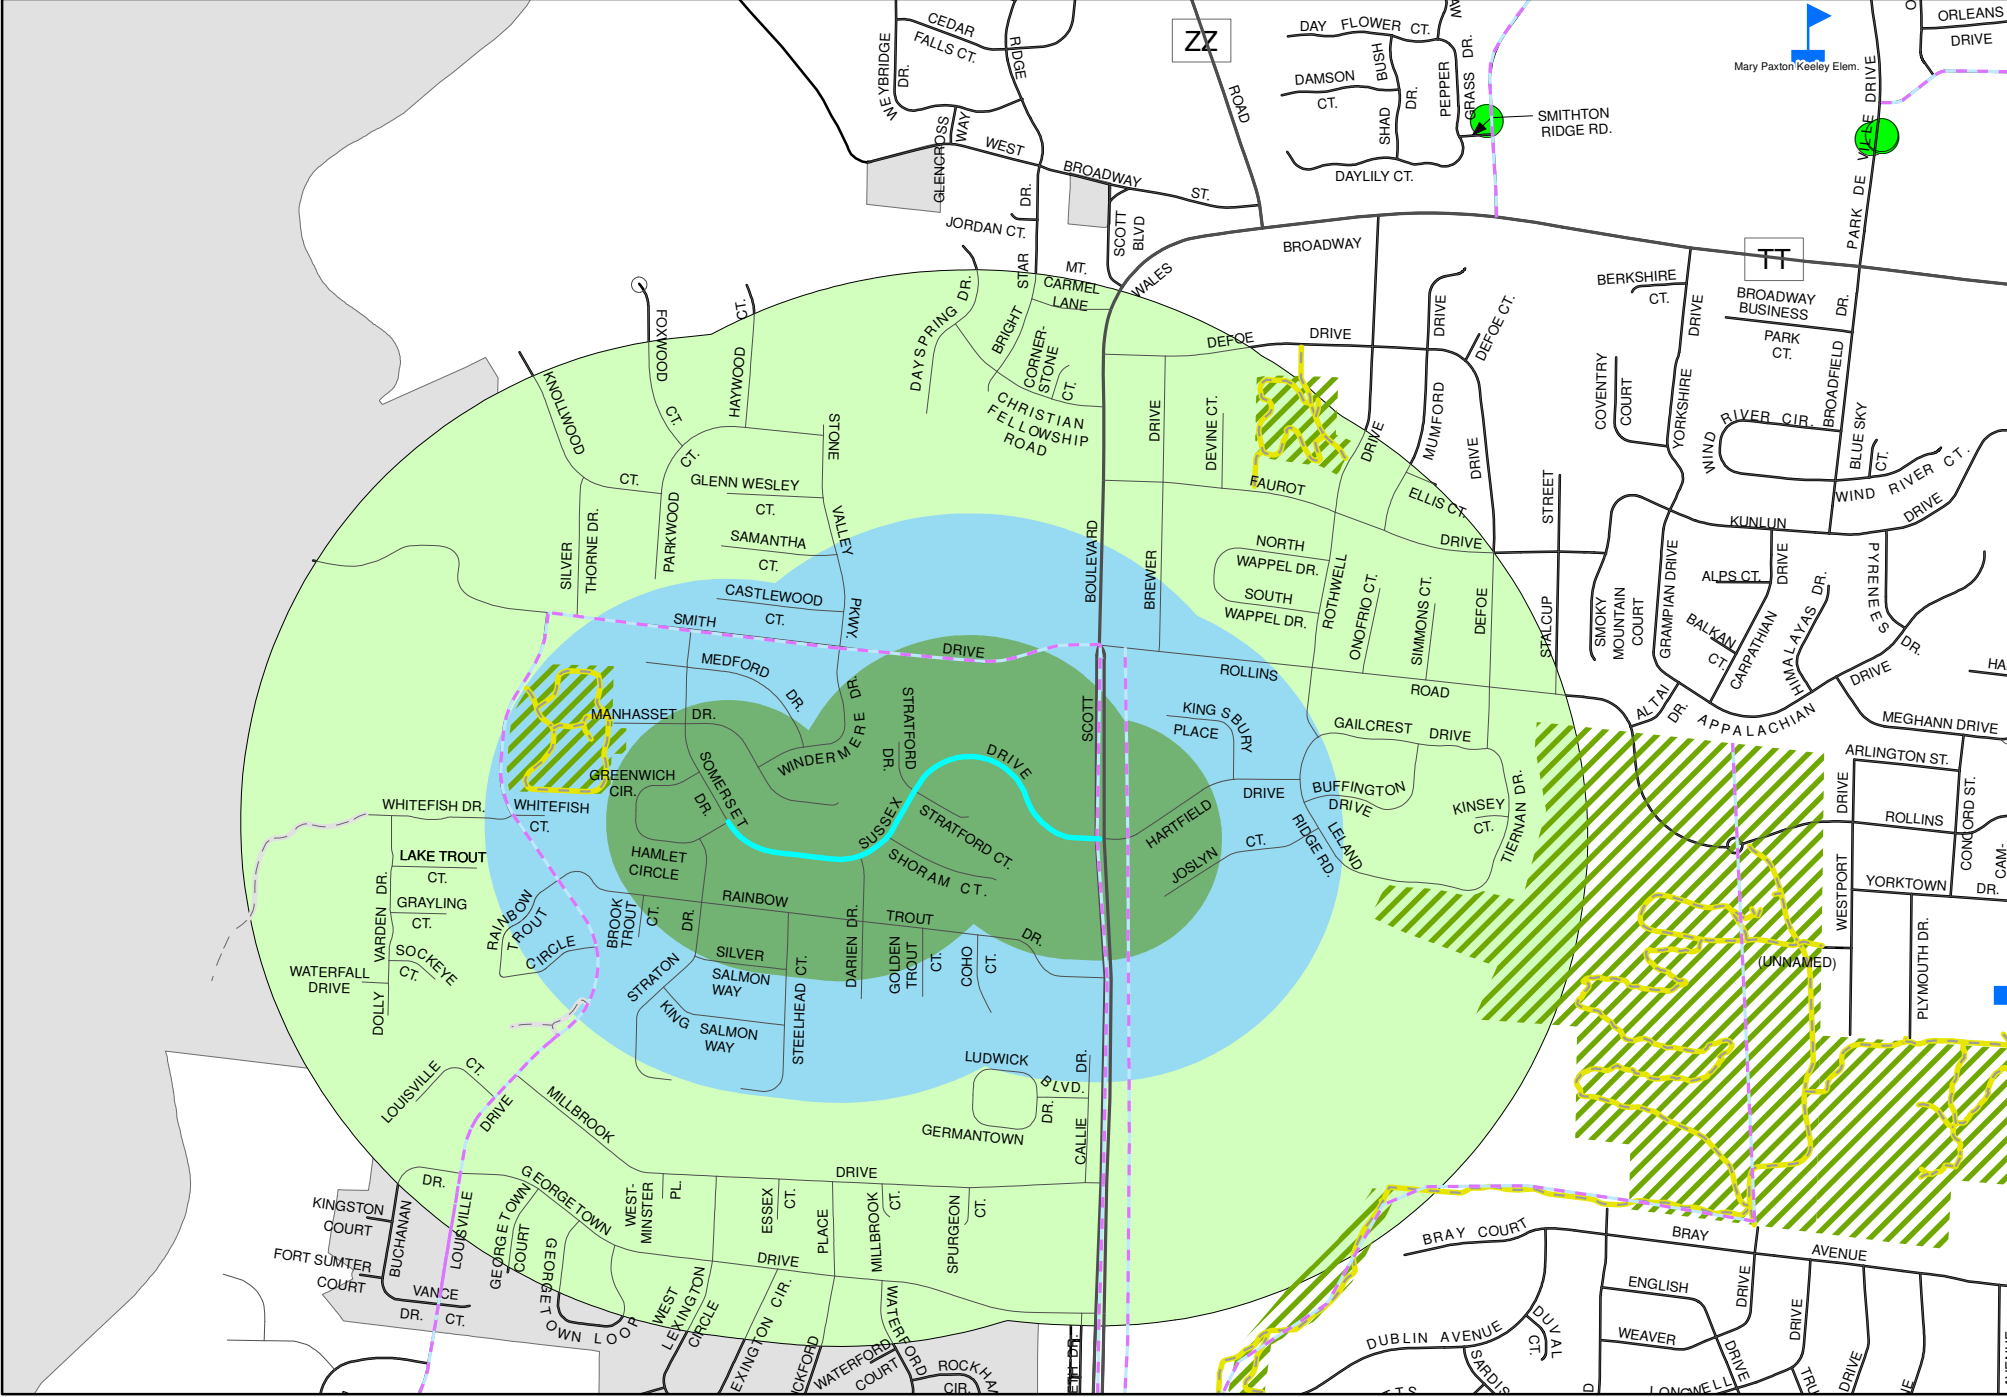 CEDAR
FALLS CT.
WEYBRIDGE
DR.
RIDGE
ZZ
ROAD
DAY FLOWER CT.
DAMSON
CT.
BUSH
SHAD
DR.
PEPPER
GRASS DR.
SMITHTON
RIDGE RD.
DAYLILY CT.
Mary Paxton Keeley Elem.
ORLEANS
DRIVE
PARK DE VILLE DRIVE
GLENCROSS
WAY
WEST
BROADWAY
ST.
DR.
JORDAN CT.
SCOTT
BLVD
BROADWAY
TT
MT.
CARMEL
LANE
WALES
STAR
BRIGHT
DAYSPRING DR.
CORNER-
STONE
CT.
CHRISTIAN
FELLOWSHIP
ROAD
DEFOE
DRIVE
DRIVE
DEFOE CT.
MUMFORD
DRIVE
BERKSHIRE
CT.
DRIVE
YORKSHIRE
BROADWAY
BUSINESS
PARK
CT.
DR.
BROADFIELD
COVENTRY
COURT
WIND
RIVER CIR.
BLUE SKY
CT.
WIND RIVER CT.
FOXWOOD
CT.
CT.
HAYWOOD
KNOLLWOOD
CT.
CT.
STONE
GLENN WESLEY
CT.
SAMANTHA
CT.
VALLEY
PKWY.
PARKWOOD
SILVER
THORNE DR.
CASTLEWOOD
CT.
SMITH
DRIVE
DRIVE
DEVINE CT.
FAUROT
DRIVE
ELLIS CT.
DRIVE
BOULEVARD
BREWER
NORTH
WAPPEL DR.
SOUTH
WAPPEL DR.
ROTHWELL
ONOFRIO CT.
SIMMONS CT.
DEFOE
STREET
STALCUP
KUNLUN
DRIVE
SMOKY
MOUNTAIN
COURT
GRAMPIAN DRIVE
ALPS CT.
DRIVE
BALKAN
CT.
CARPATHIAN
HIMALAYAS DR.
PYRENEES
DR.
DRIVE
HA
ALTAI
DR.
APPALACHIAN
MEGHANN DRIVE
ROLLINS
ROAD
MEDFORD
DR.
MANHASSET DR.
WINDERMERE DR.
STRATFORD
DR.
SCOTT
KINGSBURY
PLACE
GAILCREST DRIVE
GREENWICH
CIR.
SOMERSET
DR.
DRIVE
SUSSEX
STRATFORD CT.
SHORAM CT.
HARTFIELD
DRIVE
BUFFINGTON
DRIVE
KINSEY
CT.
TIERNAN DR.
LELAND
RIDGE RD.
JOSLYN
CT.
ARLINGTON ST.
DRIVE
WESTPORT
ROLLINS
CONCORD ST.
CAM-
YORKTOWN
DR.
PLYMOUTH DR.
(UNNAMED)
WHITEFISH DR.
WHITEFISH
CT.
LAKE TROUT
CT.
GRAYLING
CT.
SOCKEYE
CT.
VARDEN DR.
DOLLY
WATERFALL
DRIVE
RAINBOW
TROUT
CIRCLE
HAMLET
CIRCLE
RAINBOW
TROUT
DR.
BROOK
TROUT
CT.
DR.
STRATON
SILVER
SALMON
WAY
KING
SALMON
WAY
STEELHEAD CT.
DARIEN DR.
GOLDEN
TROUT
CT.
COHO
CT.
LOUISVILLE
CT.
DRIVE
MILLBROOK
DRIVE
LUDWICK
BLVD.
DR.
GERMANTOWN
DR.
CALLIE
DR.
GEORGETOWN
KINGSTON
COURT
BUCHANAN
FORT SUMTER
COURT
LOUISVILLE
VANCE
DR.
CT.
GEORGETOWN
COURT
GEORGETOWN LOOP
WEST-
MINSTER
PL.
ESSEX
CT.
PLACE
MILLBROOK
CT.
SPURGEON
CT.
DRIVE
WEST
LEXINGTON
CIRCLE
EXINGTON CIR.
CKFORD
WATERFORD
WATERFORD
COURT
ROCKHA
CIR.
ETH DR.
BRAY COURT
BRAY
AVENUE
ENGLISH
DRIVE
WEAVER
DRIVE
DRIVE
DRIVE
DUBLIN AVENUE
DUVAL
CT.
SARDIS
LONGWELL
TRU